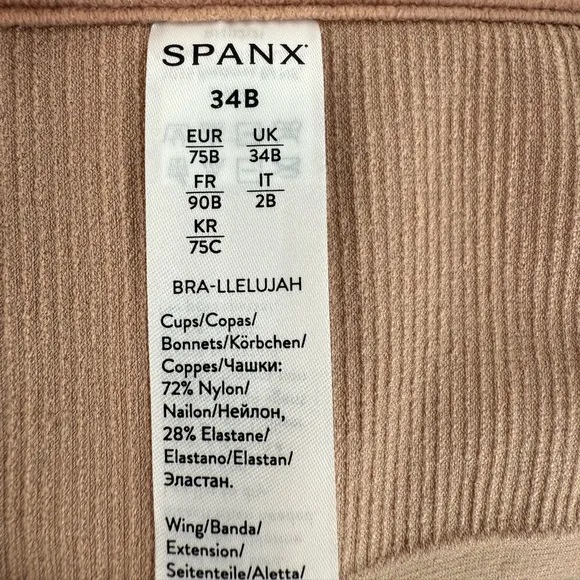 SPANX
34B
EUR UK
75B 34B
FR IT
90B 2B
KR
75C
BRA-LLELUJAH
Cups/Copas/
Bonnets/Körbchen/
Coppes/Чашки:
72% Nylon/
Nailon/Нейлон,
28% Elastane/
Elastano/Elastan/
Эластан.
Wing/Banda/
Extension/
Seitenteile/Aletta/